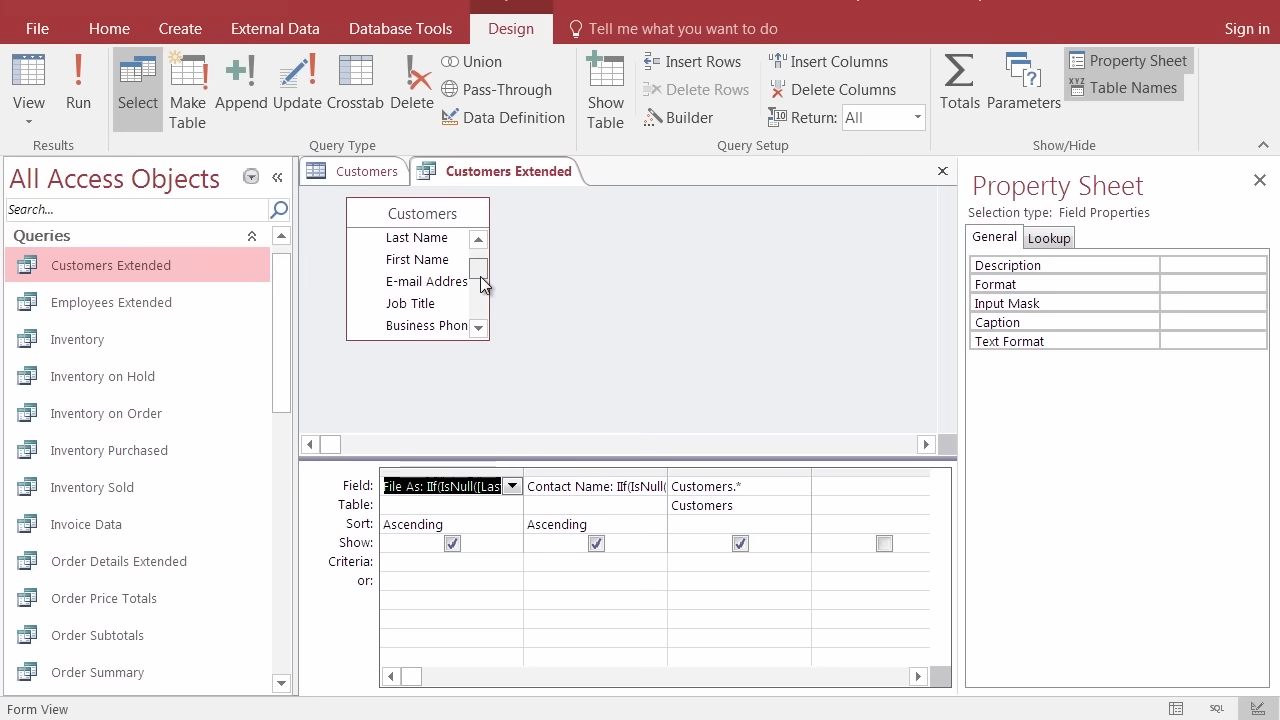 File Home Create External Data Database Tools Design Tell me what you want to do Sign in
View Run Select Make Table Append Update Crosstab Delete
Union
Pass-Through
Data Definition
Show Table
Insert Rows
Delete Rows
Builder
Insert Columns
Delete Columns
Return: All
Totals Parameters
Property Sheet
XYZ Table Names
Results Query Type Query Setup Show/Hide
All Access Objects
Search...
Queries
Customers Extended
Employees Extended
Inventory
Inventory on Hold
Inventory on Order
Inventory Purchased
Inventory Sold
Invoice Data
Order Details Extended
Order Price Totals
Order Subtotals
Order Summary
Customers Customers Extended
Customers
Last Name
First Name
E-mail Addres
Job Title
Business Phon
Field: File As: IIf(IsNull([Las Contact Name: IIf(IsNull( Customers.*
Table: Customers
Sort: Ascending Ascending
Show:
Criteria:
or:
Property Sheet
Selection type: Field Properties
General Lookup
Description
Format
Input Mask
Caption
Text Format
Form View SQL